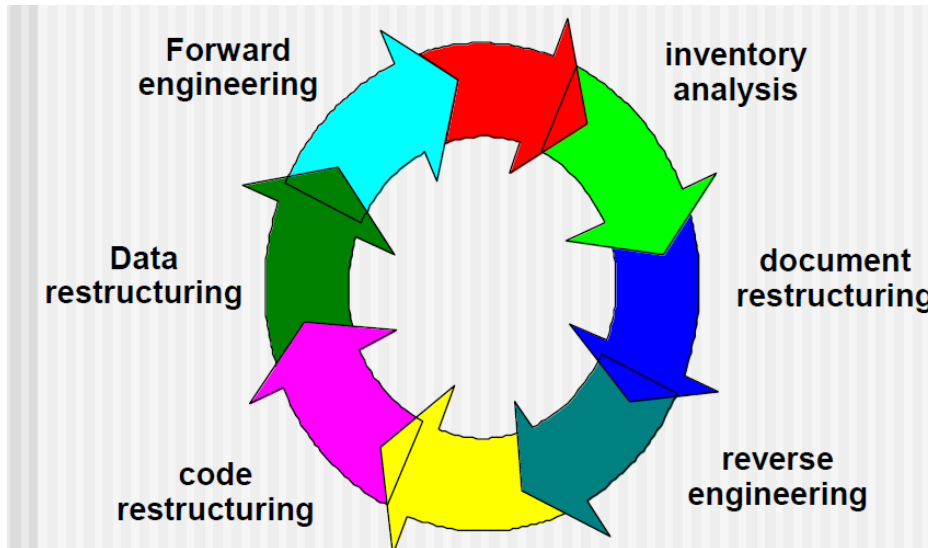 Forward
engineering
inventory
analysis
Data
restructuring
document
restructuring
code
restructuring
reverse
engineering